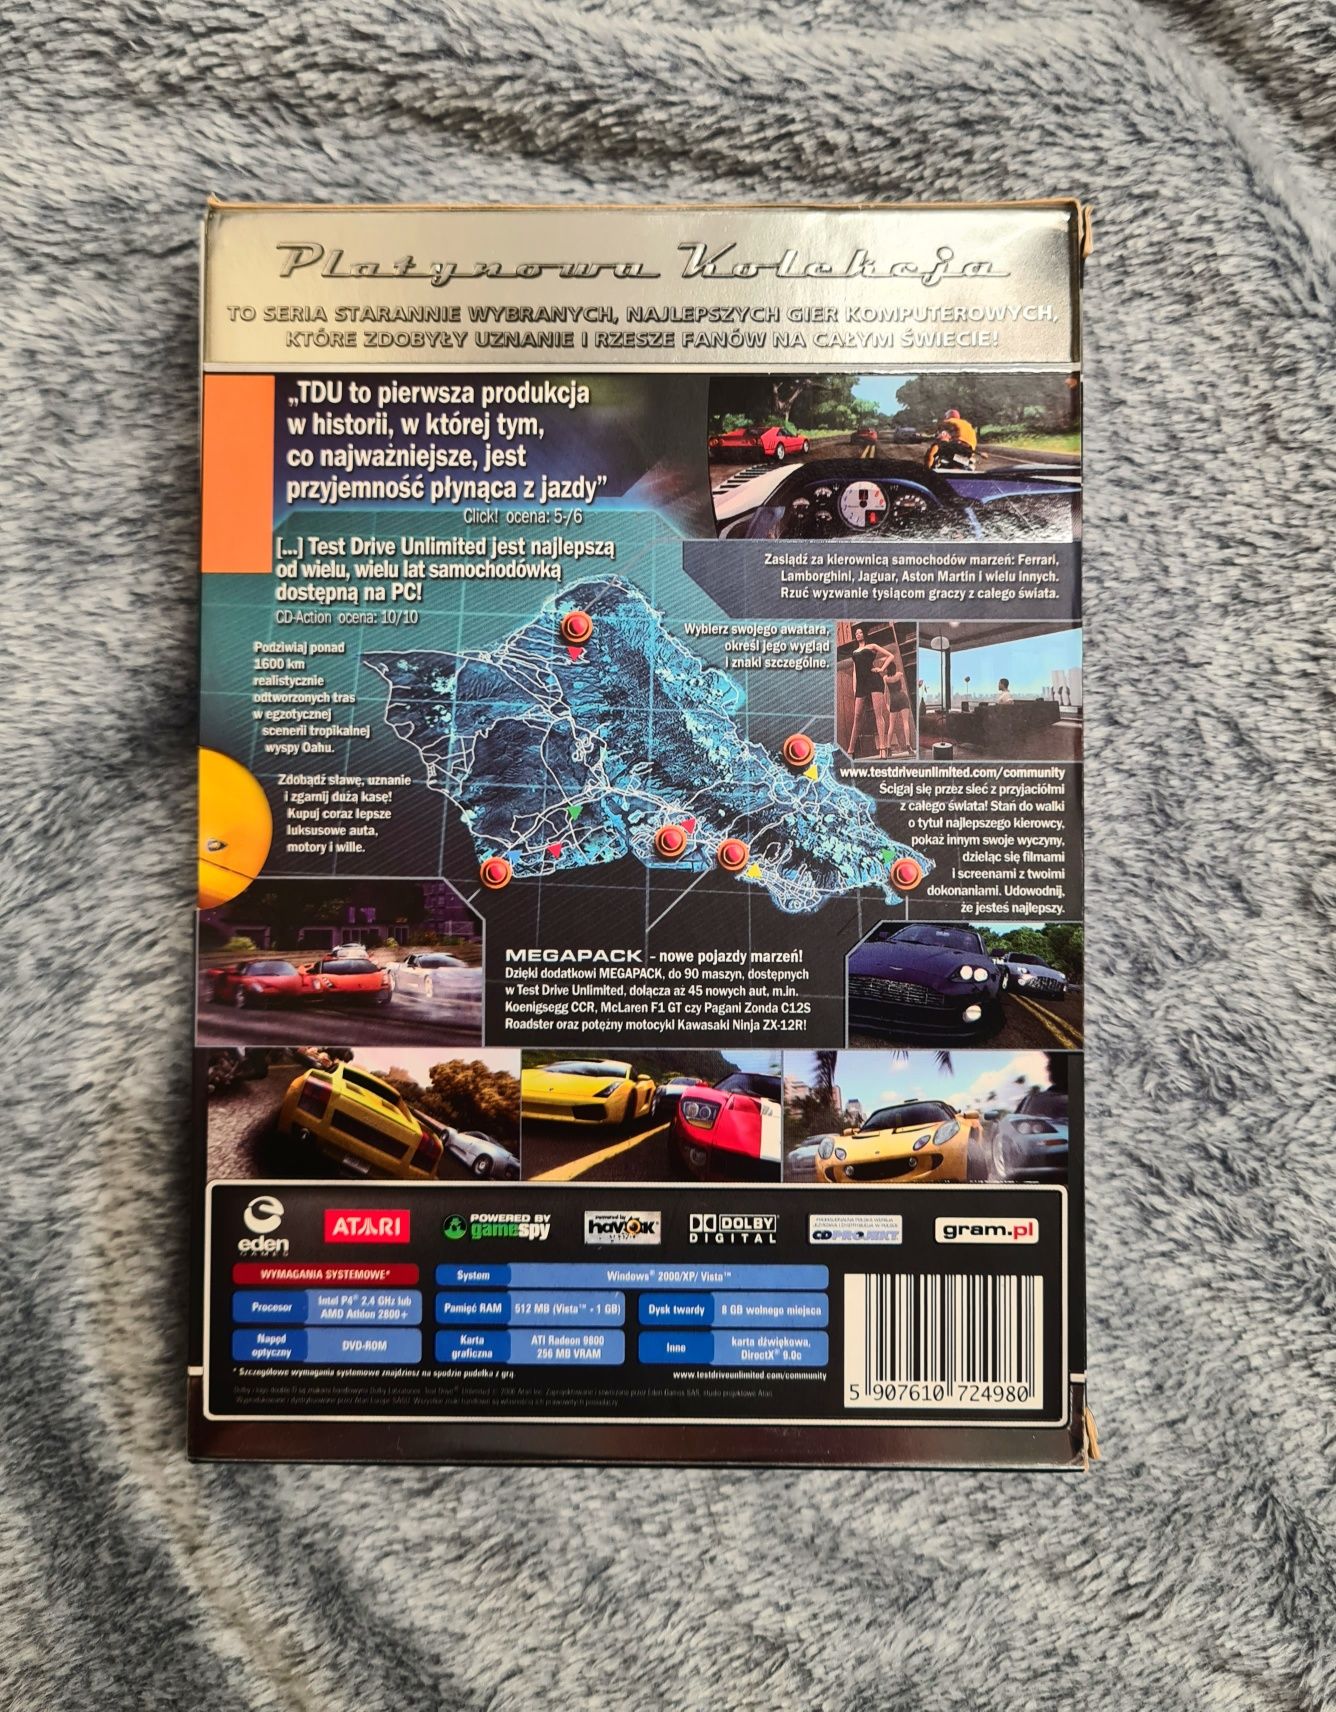 Platynowa Kolekcja
TO SERIA STARANNIE WYBRANYCH, NAJLEPSZYCH GIER KOMPUTEROWYCH,
KTÓRE ZDOBYŁY UZNANIE I RZESZE FANÓW NA CAŁYM ŚWIECIE!
„TDU to pierwsza produkcja
w historii, w której tym,
co najważniejsze, jest
przyjemność płynąca z jazdy”
Click! ocena: 5-/6
[...] Test Drive Unlimited jest najlepszą
od wielu, wielu lat samochodówką
dostępną na PC!
CD-Action ocena: 10/10
Zasiądź za kierownicą samochodów marzeń: Ferrari,
Lamborghini, Jaguar, Aston Martin i wielu innych.
Rzuć wyzwanie tysiącom graczy z całego świata.
Wybierz swojego awatara,
określ jego wygląd
i znaki szczególne.
Podziwiaj ponad
1600 km
realistycznie
odtworzonych tras
w egzotycznej
scenerii tropikalnej
wyspy Oahu.
Zdobądź sławę, uznanie
i zgarnij dużą kasę!
Kupuj coraz lepsze
luksusowe auta,
motory i wille.
www.testdriveunlimited.com/community
Ścigaj się przez sieć z przyjaciółmi
z całego świata! Stań do walki
o tytuł najlepszego kierowcy,
pokaż innym swoje wyczyny,
dzieląc się filmami
i screenami z twoimi
dokonaniami. Udowodnij,
że jesteś najlepszy.
MEGAPACK - nowe pojazdy marzeń!
Dzięki dodatkowi MEGAPACK, do 90 maszyn, dostępnych
w Test Drive Unlimited, dołącza aż 45 nowych aut, m.in.
Koenigsegg CCR, McLaren F1 GT czy Pagani Zonda C12S
Roadster oraz potężny motocykl Kawasaki Ninja ZX-12R!
eden
GAMES
ATARI
POWERED BY
gamespy
havok
DOLBY
DIGITAL
CD PROJEKT
gram.pl
WYMAGANIA SYSTEMOWE*
System Windows® 2000/XP/ Vista™
Procesor Intel P4® 2.4 GHz lub
AMD Athlon 2800+
Pamięć RAM 512 MB (Vista™ - 1 GB)
Dysk twardy 8 GB wolnego miejsca
Napęd
optyczny DVD-ROM
Karta
graficzna ATI Radeon 9800
256 MB VRAM
Inne karta dźwiękowa,
DirectX® 9.0c
* Szczegółowe wymagania systemowe znajdziesz na spodzie pudełka z grą
www.testdriveunlimited.com/community
5 907610 724980